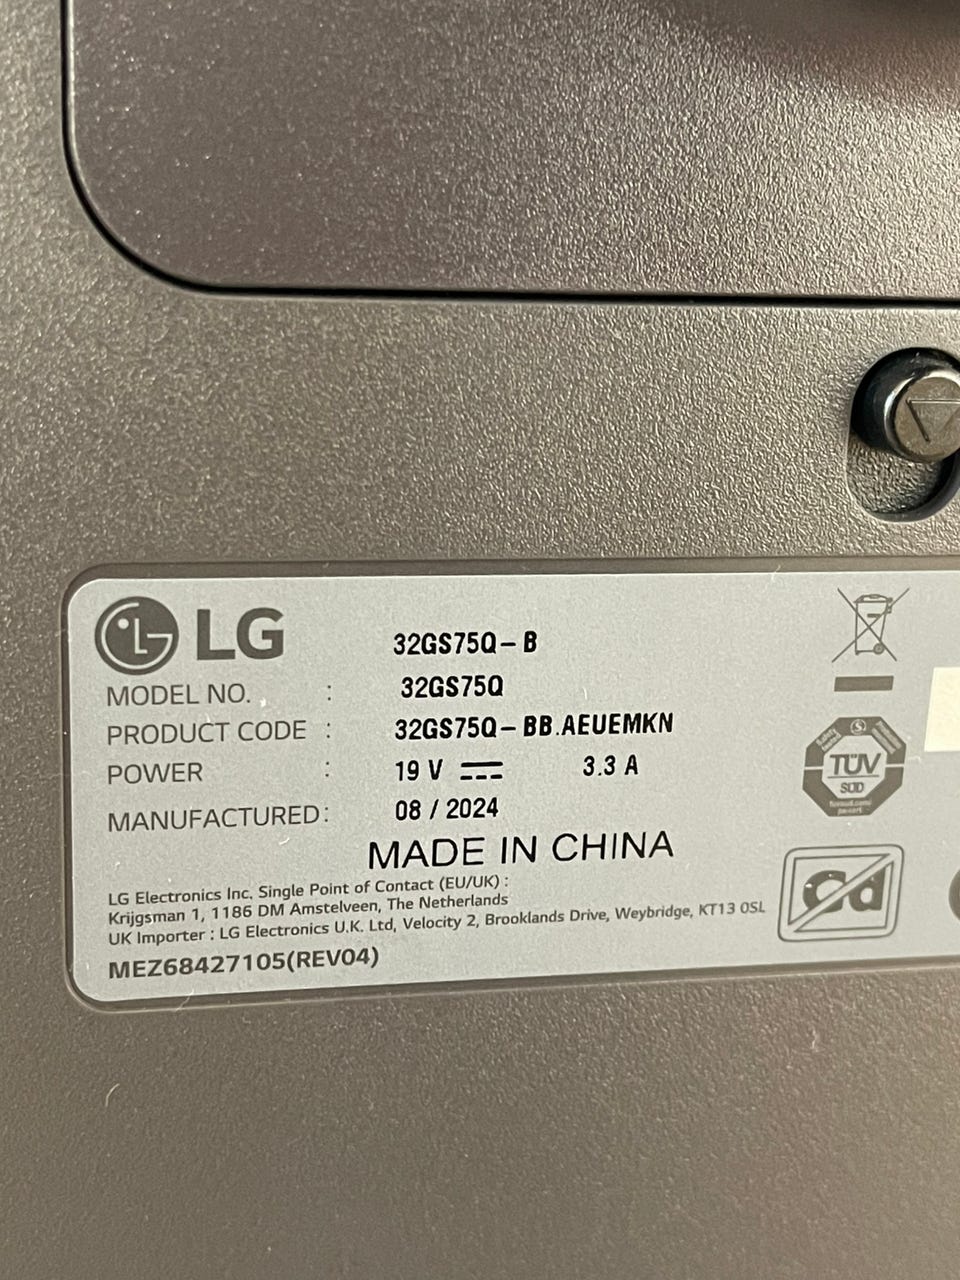 LG
32GS75Q-B
MODEL NO. : 32GS75Q
PRODUCT CODE : 32GS75Q-BB.AEUEMKN
POWER : 19 V 3.3 A
MANUFACTURED : 08 / 2024
MADE IN CHINA
LG Electronics Inc. Single Point of Contact (EU/UK) :
Krijgsman 1, 1186 DM Amstelveen, The Netherlands
UK Importer : LG Electronics U.K. Ltd, Velocity 2, Brooklands Drive, Weybridge, KT13 0SL
MEZ68427105(REV04)
TÜV
SÜD